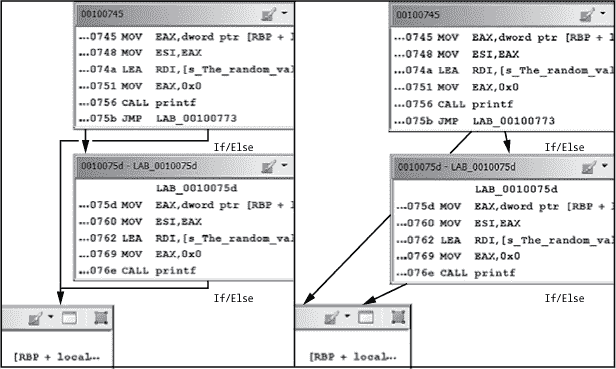 00100745
...0745 MOV EAX,dword ptr [RBP + l
...0748 MOV ESI,EAX
...074a LEA RDI,[s_The_random_val
...0751 MOV EAX,0x0
...0756 CALL printf
...075b JMP LAB_00100773
If/Else
0010075d - LAB_0010075d
LAB_0010075d
...075d MOV EAX,dword ptr [RBP + l
...0760 MOV ESI,EAX
...0762 LEA RDI,[s_The_random_val
...0769 MOV EAX,0x0
...076e CALL printf
If/Else
[RBP + local...
00100745
...0745 MOV EAX,dword ptr [RBP + l
...0748 MOV ESI,EAX
...074a LEA RDI,[s_The_random_val
...0751 MOV EAX,0x0
...0756 CALL printf
...075b JMP LAB_00100773
If/Else
0010075d - LAB_0010075d
LAB_0010075d
...075d MOV EAX,dword ptr [RBP + l
...0760 MOV ESI,EAX
...0762 LEA RDI,[s_The_random_val
...0769 MOV EAX,0x0
...076e CALL printf
If/Else
[RBP + local...